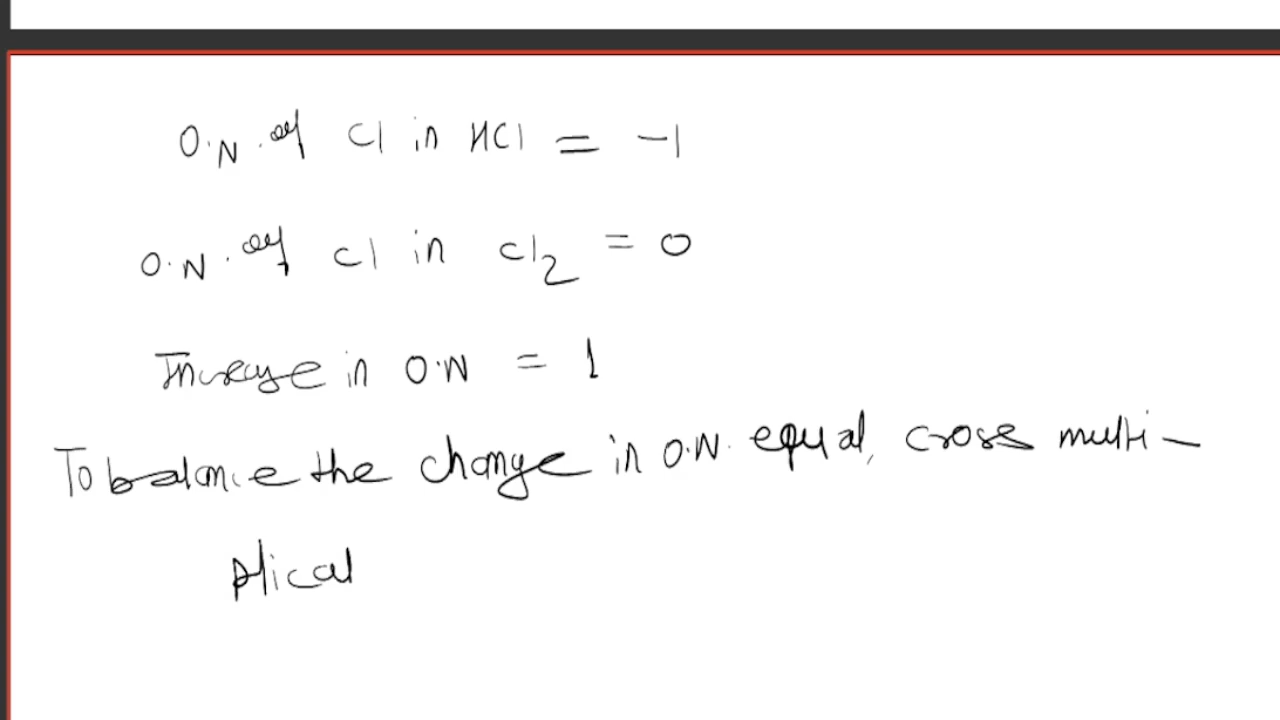 O.N. of Cl in HCl = -1
O.N. of Cl in Cl2 = 0
Increase in O.N = 1
To balance the change in O.N. equal, cross multi-
plical